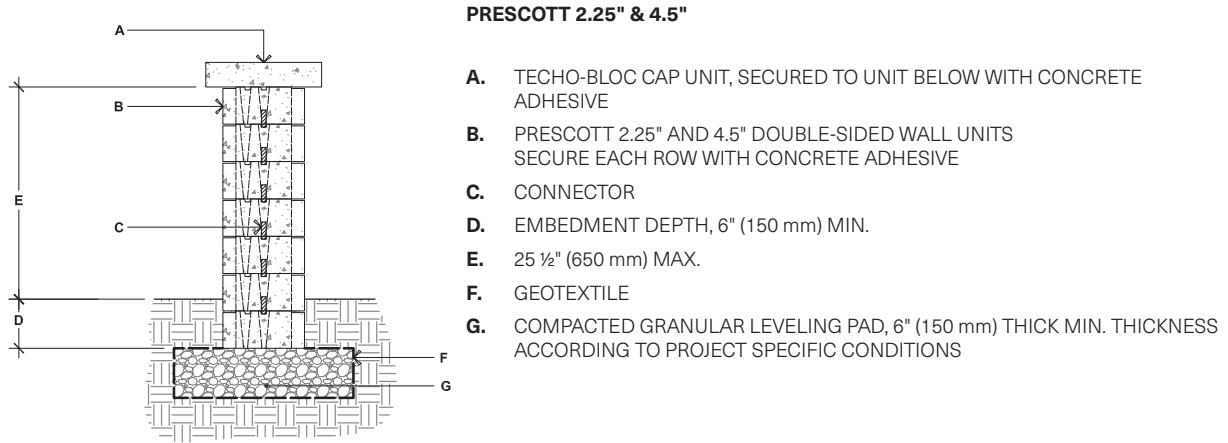 PRESCOTT 2.25" & 4.5"
A
B
E
C
D
F
G
A. TECHO-BLOC CAP UNIT, SECURED TO UNIT BELOW WITH CONCRETE
ADHESIVE
B. PRESCOTT 2.25" AND 4.5" DOUBLE-SIDED WALL UNITS
SECURE EACH ROW WITH CONCRETE ADHESIVE
C. CONNECTOR
D. EMBEDMENT DEPTH, 6" (150 mm) MIN.
E. 25 ½" (650 mm) MAX.
F. GEOTEXTILE
G. COMPACTED GRANULAR LEVELING PAD, 6" (150 mm) THICK MIN. THICKNESS
ACCORDING TO PROJECT SPECIFIC CONDITIONS